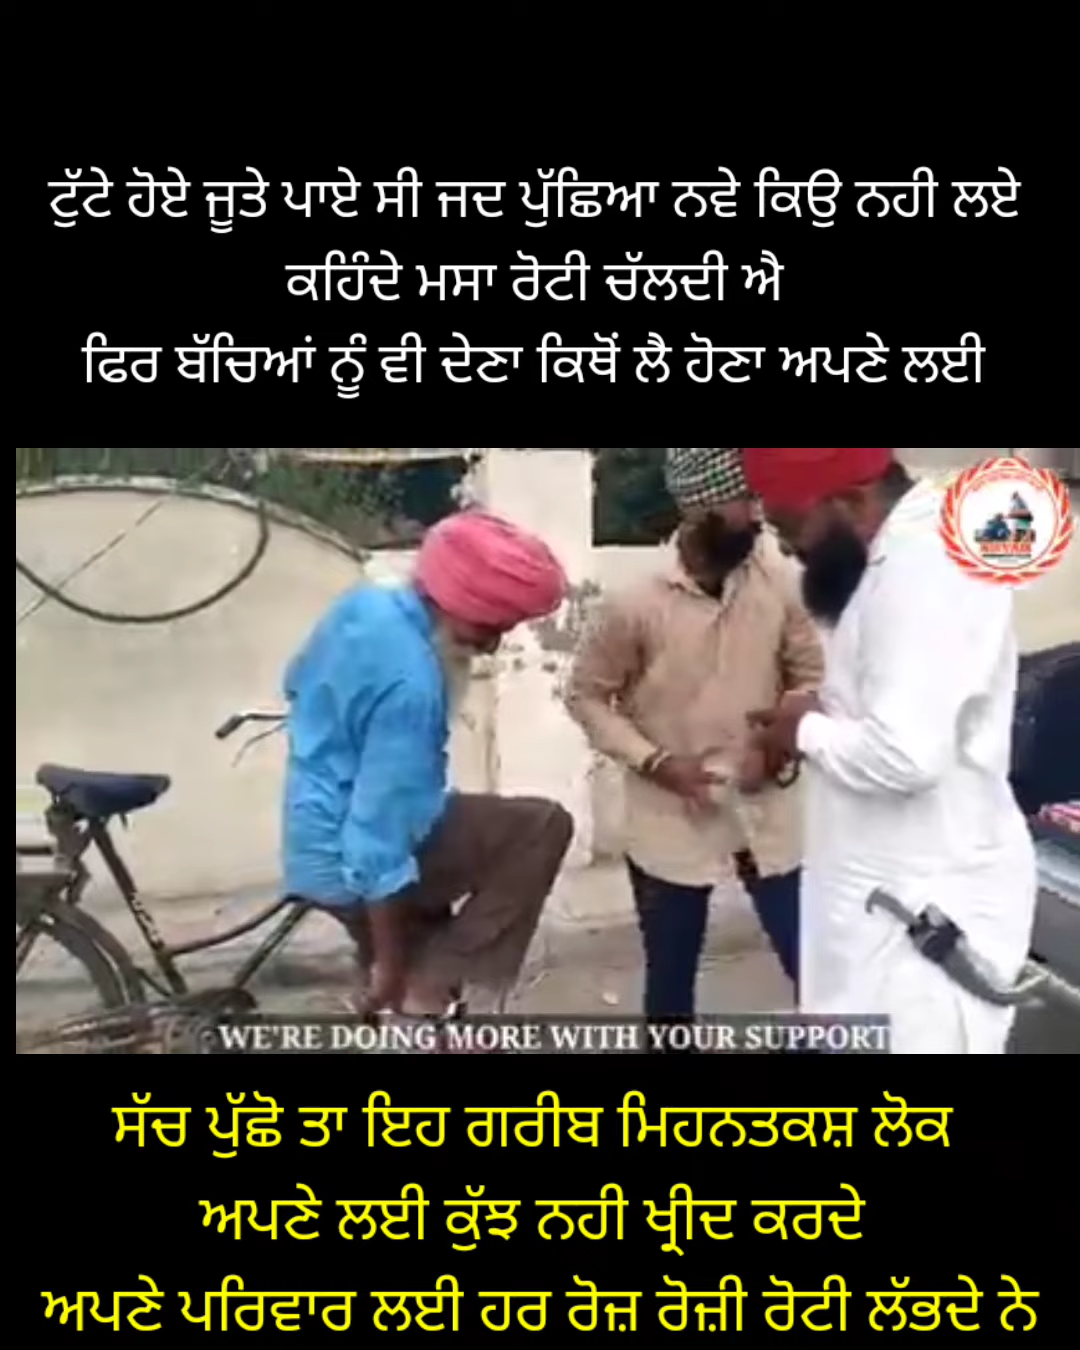 ਟੁੱਟੇ ਹੋਏ ਜੂਤੇ ਪਾਏ ਸੀ ਜਦ ਪੁੱਛਿਆ ਨਵੇ ਕਿਉ ਨਹੀ ਲਏ
ਕਹਿੰਦੇ ਮਸਾ ਰੋਟੀ ਚੱਲਦੀ ਐ
ਫਿਰ ਬੱਚਿਆਂ ਨੂੰ ਵੀ ਦੇਣਾ ਕਿਥੋਂ ਲੈ ਹੋਣਾ ਅਪਣੇ ਲਈ
WE'RE DOING MORE WITH YOUR SUPPORT
ਸੱਚ ਪੁੱਛੋ ਤਾ ਇਹ ਗਰੀਬ ਮਿਹਨਤਕਸ਼ ਲੋਕ
ਅਪਣੇ ਲਈ ਕੁੱਝ ਨਹੀ ਖ੍ਰੀਦ ਕਰਦੇ
ਅਪਣੇ ਪਰਿਵਾਰ ਲਈ ਹਰ ਰੋਜ਼ ਰੋਜ਼ੀ ਰੋਟੀ ਲੱਭਦੇ ਨੇ